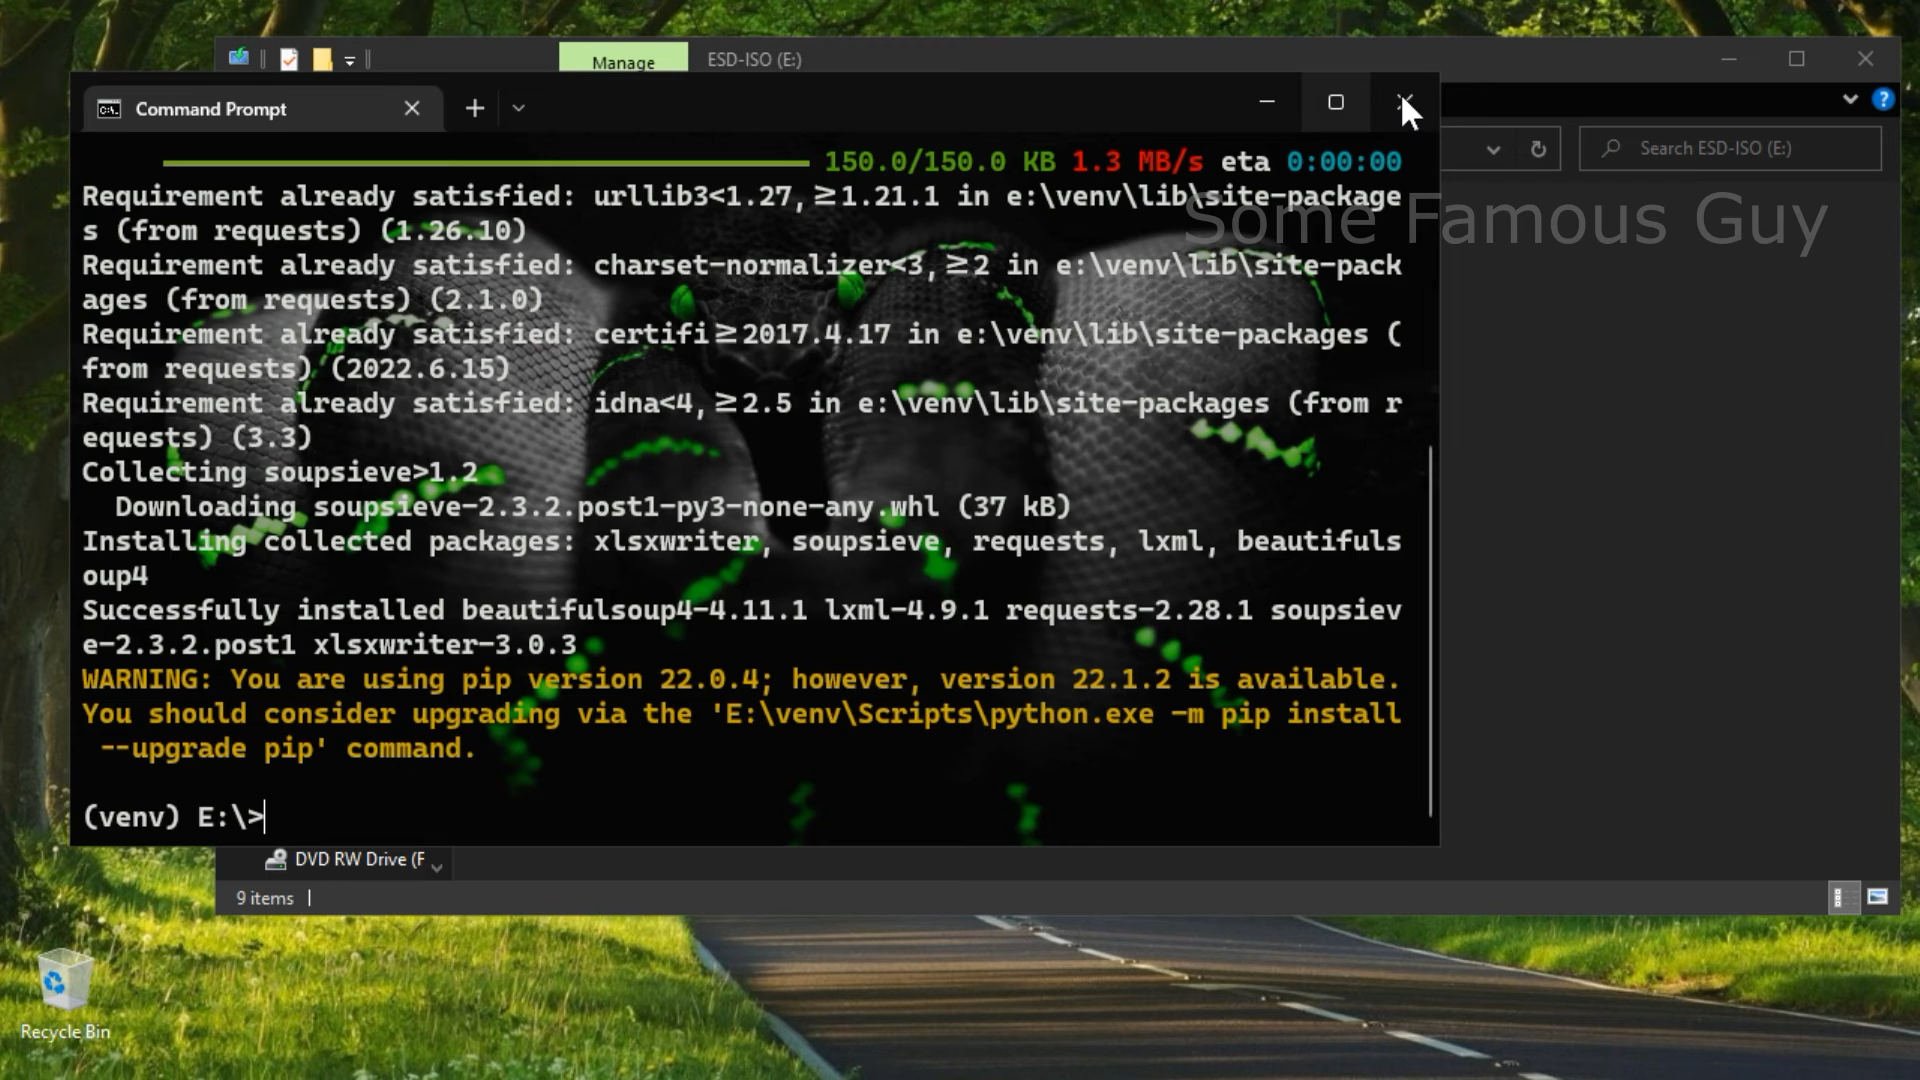 Manage
ESD-ISO (E:)
Command Prompt
150.0/150.0 KB 1.3 MB/s eta 0:00:00
Search ESD-ISO (E:)
Requirement already satisfied: urllib3<1.27,≥1.21.1 in e:\venv\lib\site-package
s (from requests) (1.26.10)
Some Famous Guy
Requirement already satisfied: charset-normalizer<3,≥2 in e:\venv\lib\site-pack
ages (from requests) (2.1.0)
Requirement already satisfied: certifi≥2017.4.17 in e:\venv\lib\site-packages (
from requests) (2022.6.15)
Requirement already satisfied: idna<4,≥2.5 in e:\venv\lib\site-packages (from r
equests) (3.3)
Collecting soupsieve>1.2
  Downloading soupsieve-2.3.2.post1-py3-none-any.whl (37 kB)
Installing collected packages: xlsxwriter, soupsieve, requests, lxml, beautifuls
oup4
Successfully installed beautifulsoup4-4.11.1 lxml-4.9.1 requests-2.28.1 soupsiev
e-2.3.2.post1 xlsxwriter-3.0.3
WARNING: You are using pip version 22.0.4; however, version 22.1.2 is available.
You should consider upgrading via the 'E:\venv\Scripts\python.exe -m pip install
 --upgrade pip' command.
(venv) E:\>
DVD RW Drive (F
9 items
Recycle Bin